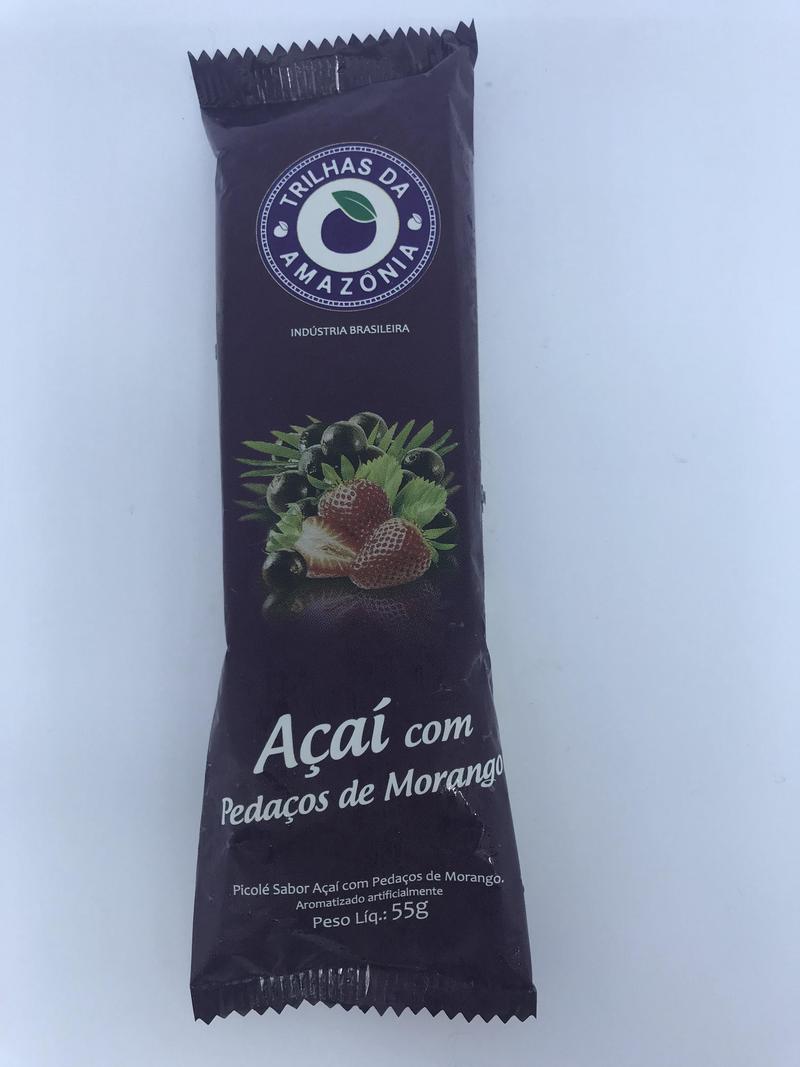 TRILHAS DA
AMAZÔNIA
INDÚSTRIA BRASILEIRA
Açaí com
Pedaços de Morango
Picolé Sabor Açaí com Pedaços de Morango.
Aromatizado artificialmente
Peso Líq.: 55g